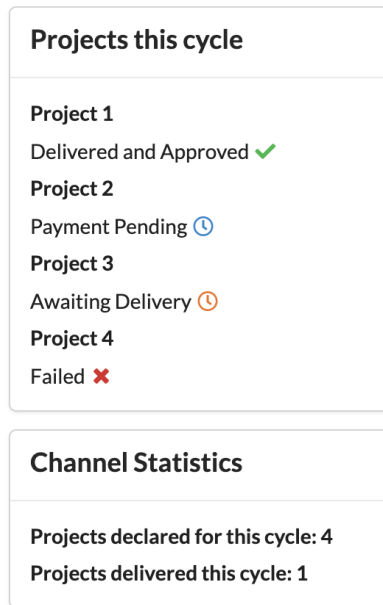 Projects this cycle
Project 1
Delivered and Approved
Project 2
Payment Pending
Project 3
Awaiting Delivery
Project 4
Failed
Channel Statistics
Projects declared for this cycle: 4
Projects delivered this cycle: 1